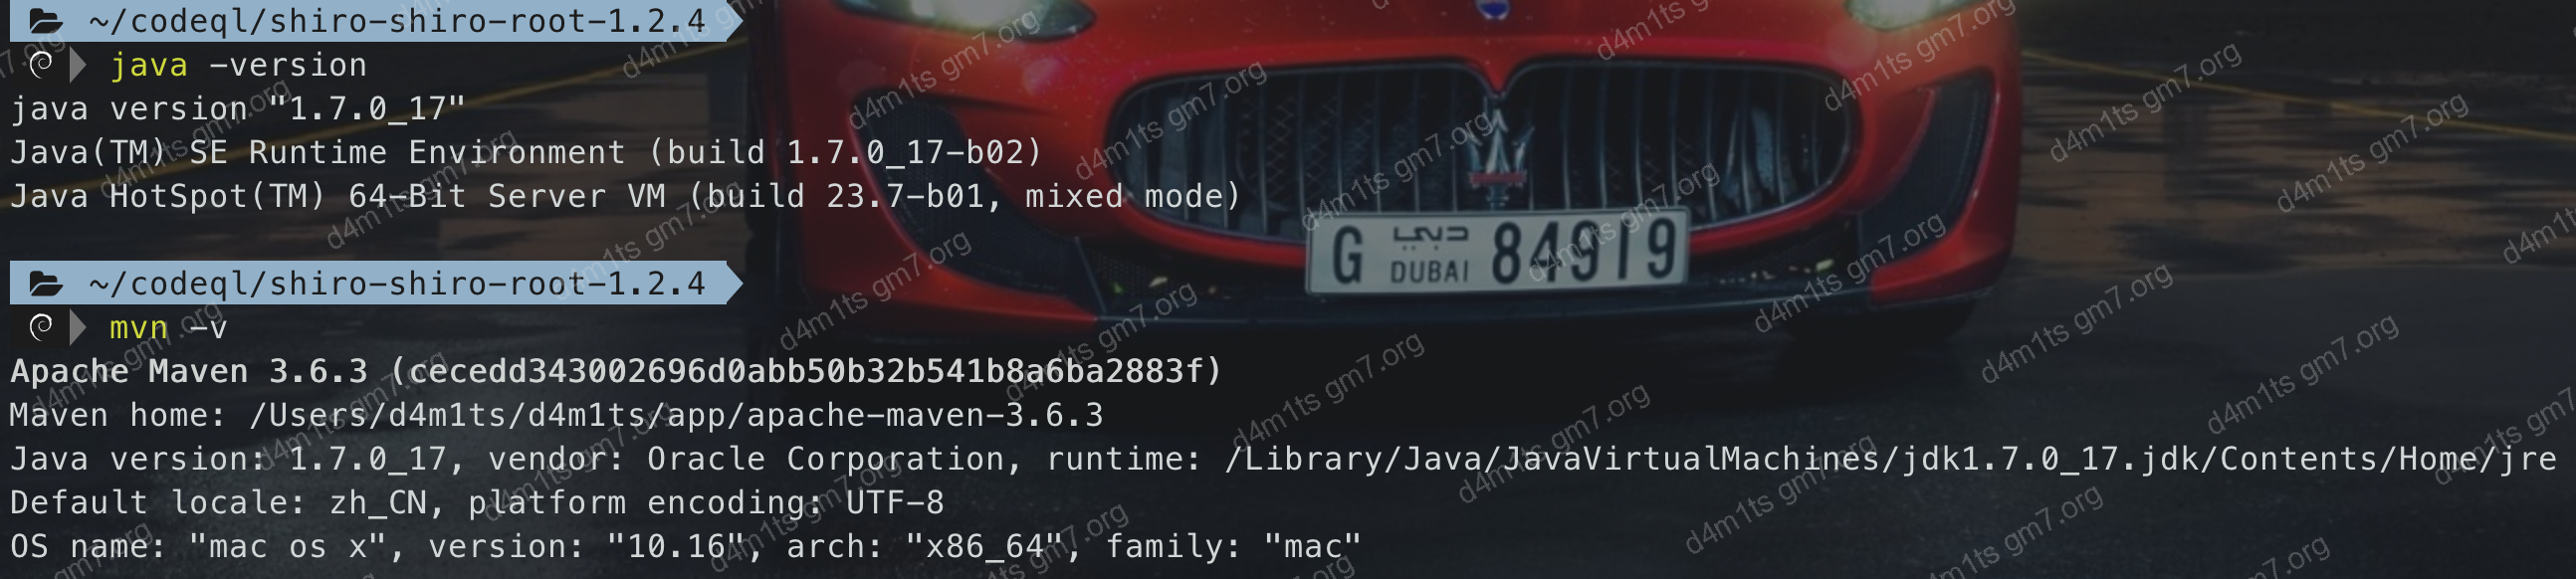 ~/codeql/shiro-shiro-root-1.2.4
java -version
java version "1.7.0_17"
Java(TM) SE Runtime Environment (build 1.7.0_17-b02)
Java HotSpot(TM) 64-Bit Server VM (build 23.7-b01, mixed mode)
G دبي DUBAI 84919
~/codeql/shiro-shiro-root-1.2.4
mvn -v
Apache Maven 3.6.3 (cecedd343002696d0abb50b32b541b8a6ba2883f)
Maven home: /Users/d4m1ts/d4m1ts/app/apache-maven-3.6.3
Java version: 1.7.0_17, vendor: Oracle Corporation, runtime: /Library/Java/JavaVirtualMachines/jdk1.7.0_17.jdk/Contents/Home/jre
Default locale: zh_CN, platform encoding: UTF-8
OS name: "mac os x", version: "10.16", arch: "x86_64", family: "mac"
d4m1ts gm7.org